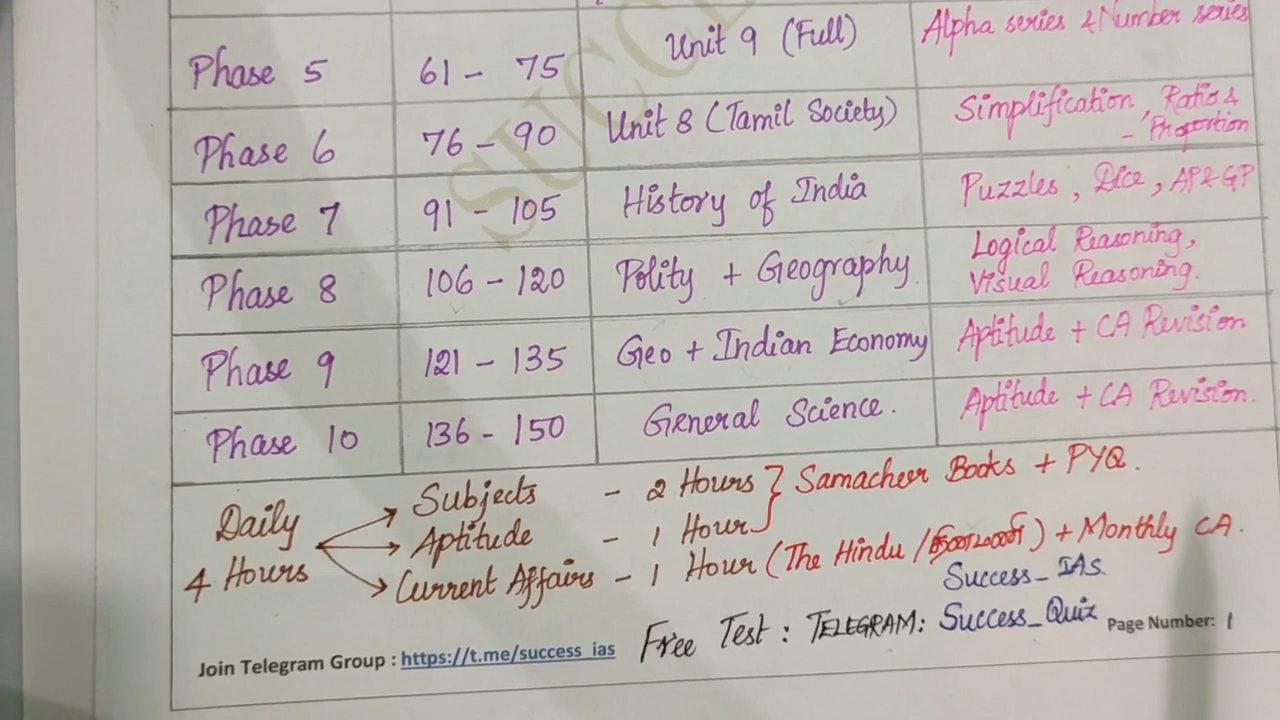 SUCCE
Phase 5 61 - 75 Unit 9 (Full) Alpha series & Number series
Phase 6 76 - 90 Unit 8 (Tamil Society) Simplification, Ratio &
- Proportion
Phase 7 91 - 105 History of India Puzzles, Dice, AP & GP
Phase 8 106 - 120 Polity + Geography Logical Reasoning,
Visual Reasoning.
Phase 9 121 - 135 Geo + Indian Economy Aptitude + CA Revision
Phase 10 136 - 150 General Science. Aptitude + CA Revision.
Daily
4 Hours
Subjects - 2 Hours } Samacheer Books + PYQ.
Aptitude - 1 Hour
Current Affairs - 1 Hour (The Hindu / தினமணி) + Monthly CA.
Success_IAS.
Free Test : TELEGRAM: Success_Quiz
Page Number: 1
Join Telegram Group : https://t.me/success_ias